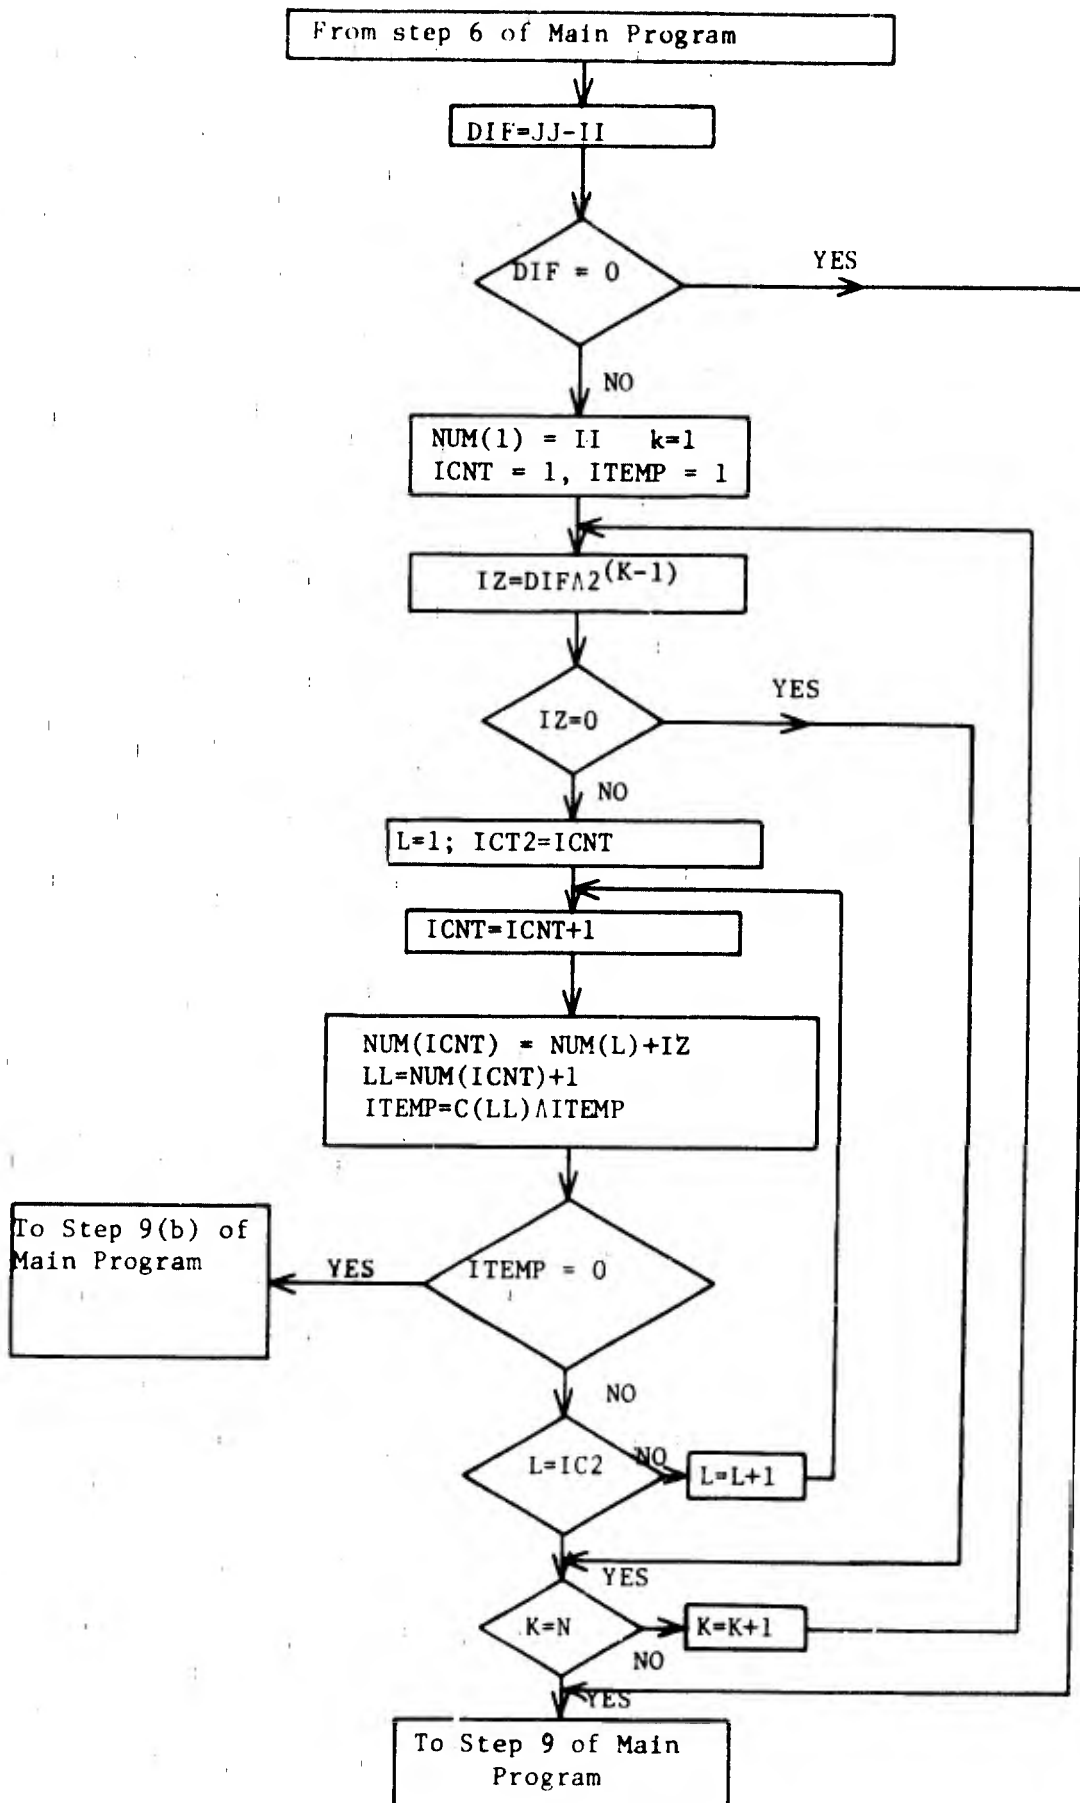 From step 6 of Main Program
DIF=JJ-II
DIF = 0
YES
NO
NUM(1) = II k=1
ICNT = 1, ITEMP = 1
IZ=DIF∧2(K-1)
IZ=0
YES
NO
L=1; ICT2=ICNT
ICNT=ICNT+1
NUM(ICNT) = NUM(L)+IZ
LL=NUM(ICNT)+1
ITEMP=C(LL)∧ITEMP
To Step 9(b) of
Main Program
YES
ITEMP = 0
NO
L=IC2
NO
L=L+1
YES
K=N
K=K+1
NO
YES
To Step 9 of Main
Program